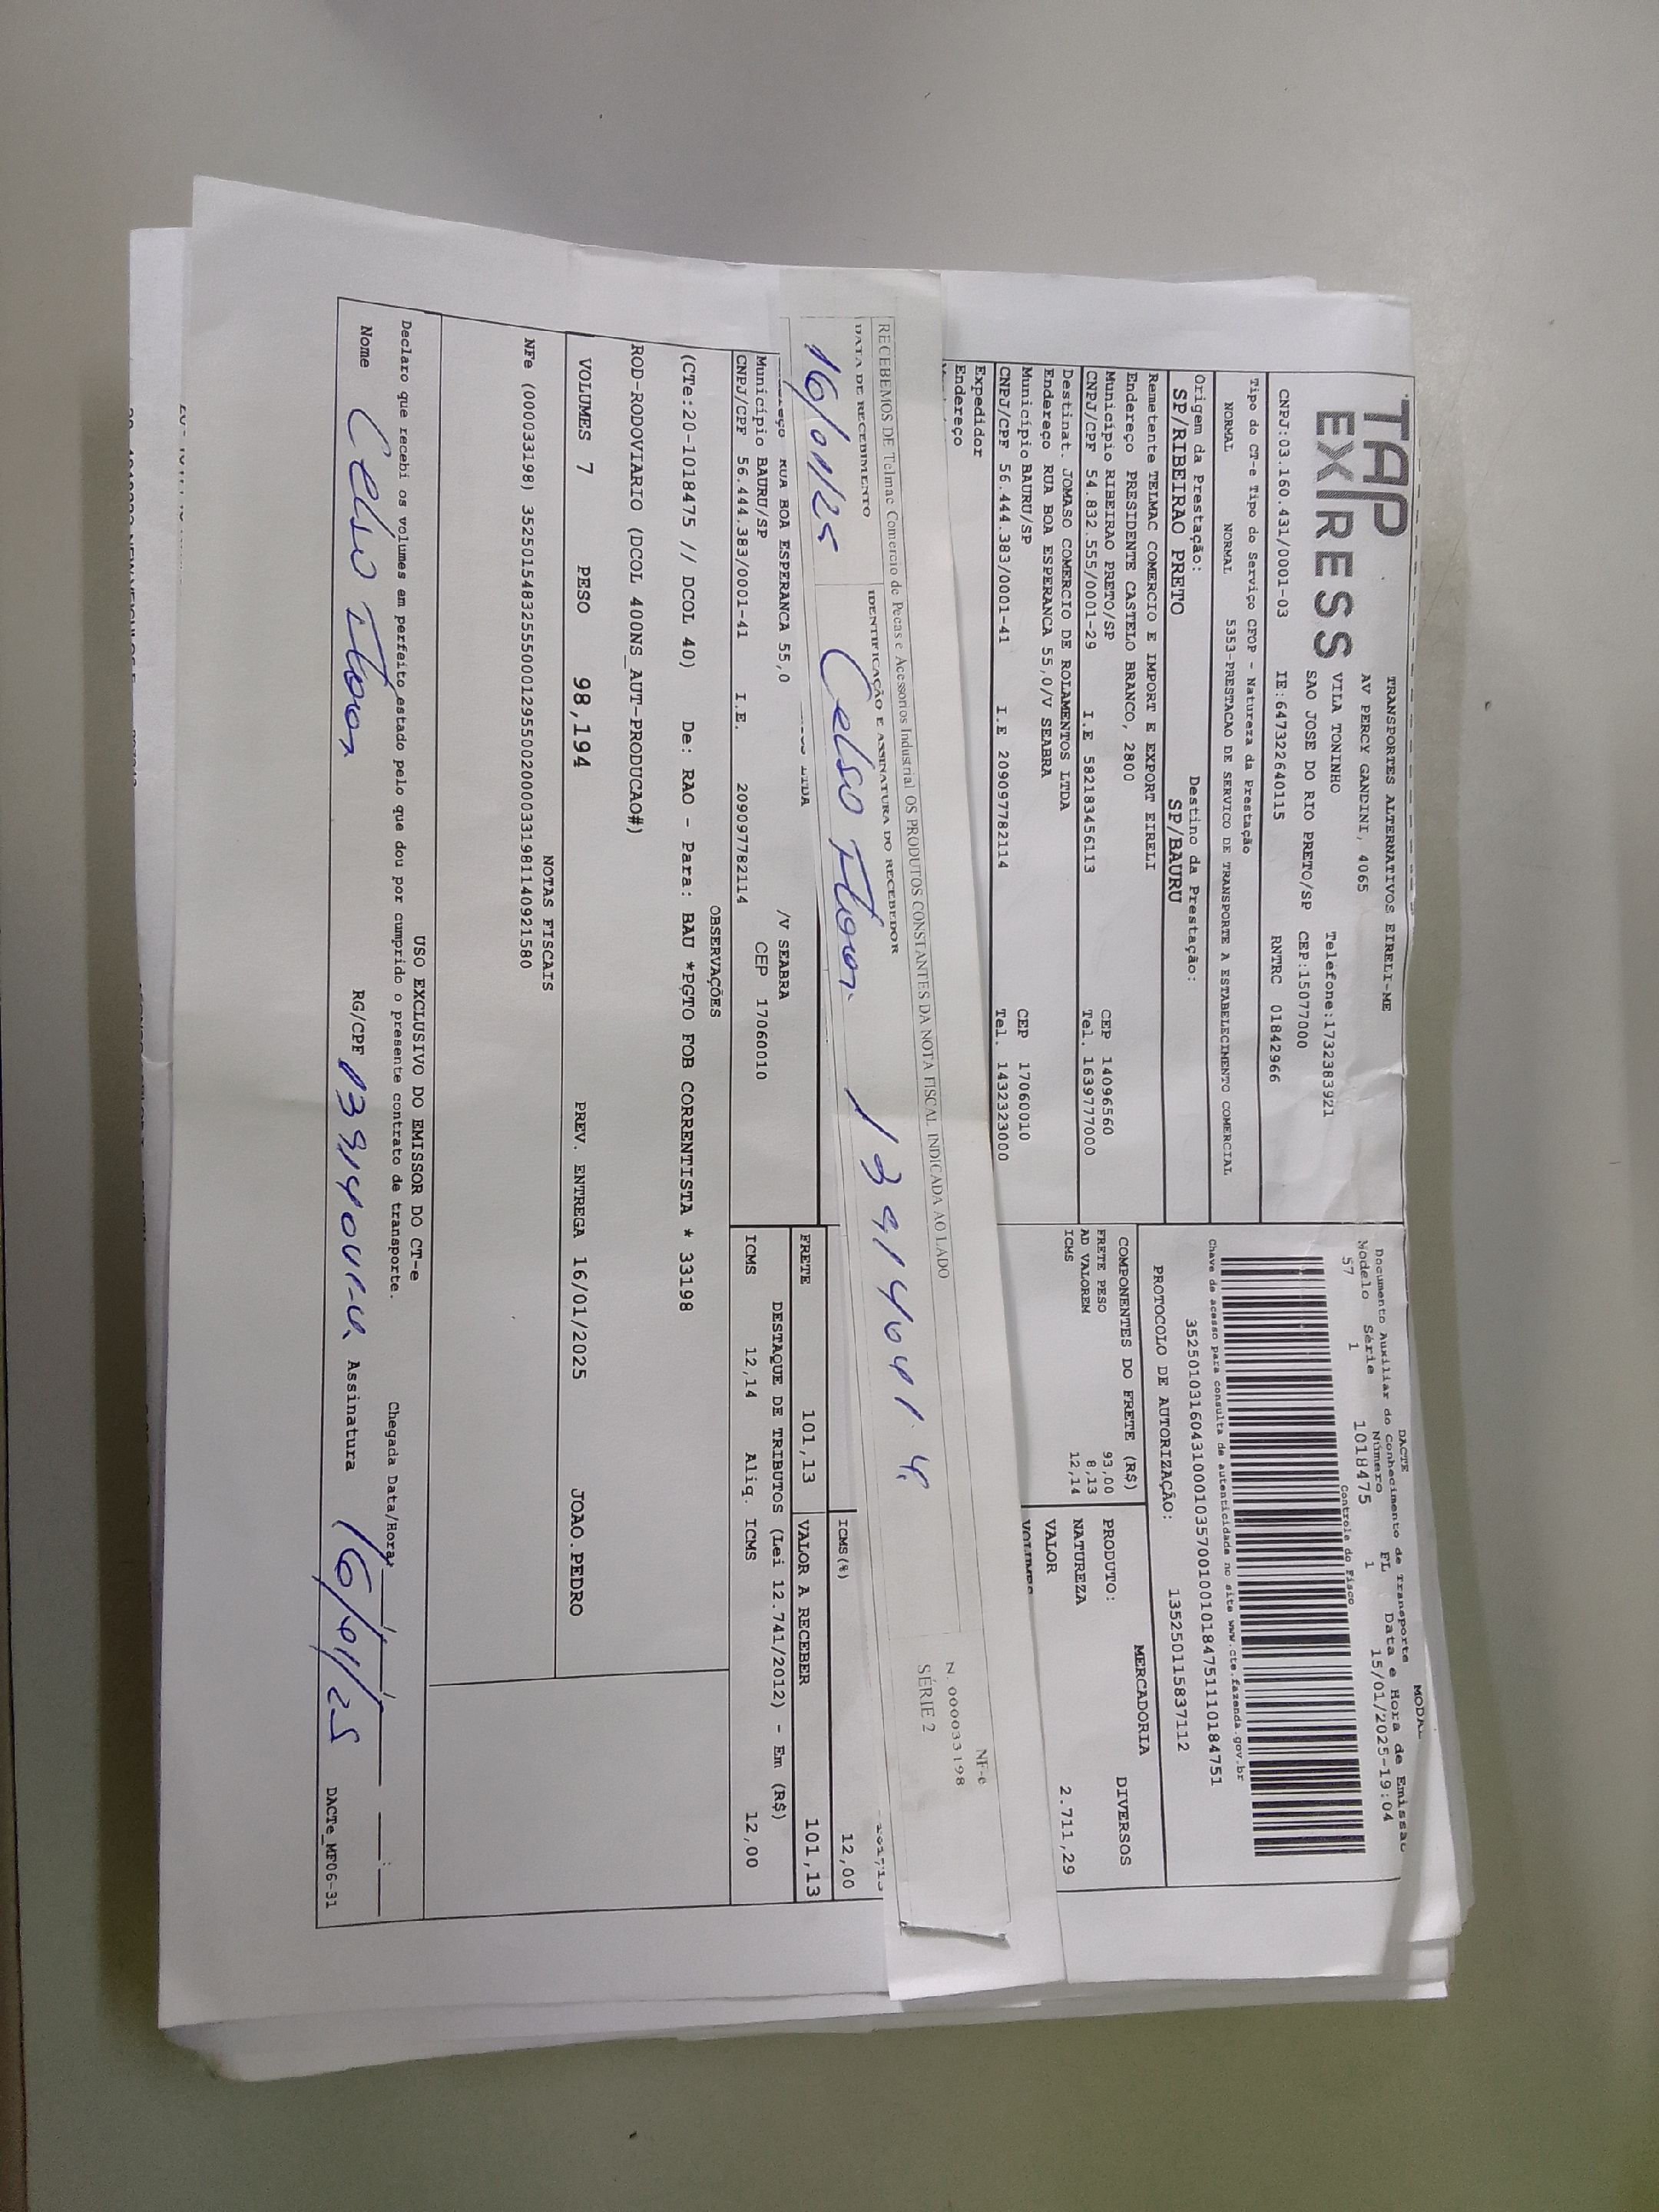 TAP EXPRESS
TRANSPORTES ALTERNATIVOS EIRELI-ME
AV PERCY GANDINI, 4065
VILA TONINHO
Telefone:1732383921
SAO JOSE DO RIO PRETO/SP
CEP:15077000
CNPJ:03.160.431/0001-03 IE:647322640115 RNTRC 01842966
MODAL
DACTE
Documento Auxiliar do Conhecimento de Transporte
Modelo Série Número FL Data e Hora de Emissão
57 1 1018475 1 15/01/2025-19:04
Controle do Fisco
Chave de acesso para consulta de autenticidade no site www.cte.fazenda.gov.br
35250103160431000103570010010184751110184751
PROTOCOLO DE AUTORIZAÇÃO: 135250115837112
Tipo do CT-e Tipo do Serviço CFOP - Natureza da Prestação
NORMAL NORMAL 5353-PRESTACAO DE SERVICO DE TRANSPORTE A ESTABELECIMENTO COMERCIAL
Origem da Prestação: Destino da Prestação:
SP/RIBEIRAO PRETO SP/BAURU
Remetente TELMAC COMERCIO E IMPORT E EXPORT EIRELI
Endereço PRESIDENTE CASTELO BRANCO, 2800
Município RIBEIRAO PRETO/SP CEP 14096560
CNPJ/CPF 54.832.555/0001-29 I.E 582183456113 Tel. 1639777000
Destinat. JOMASO COMERCIO DE ROLAMENTOS LTDA
Endereço RUA BOA ESPERANCA 55,0/V SEABRA
Município BAURU/SP CEP 17060010
CNPJ/CPF 56.444.383/0001-41 I.E 209097782114 Tel. 1432323000
Expedidor
Endereço
COMPONENTES DO FRETE (R$)
FRETE PESO 93,00
AD VALOREM 8,13
ICMS 12,14
MERCADORIA
PRODUTO: DIVERSOS
NATUREZA
VALOR 2.711,29
VOLUMES
RECEBEMOS DE Telmac Comercio de Pecas e Acessorios Industrial OS PRODUTOS CONSTANTES DA NOTA FISCAL INDICADA AO LADO
DATA DE RECEBIMENTO IDENTIFICAÇÃO E ASSINATURA DO RECEBEDOR
16/01/25 Celso
NF-e
N. 000033198
SÉRIE 2
LTDA
RUA BOA ESPERANCA 55,0 /V SEABRA
Município BAURU/SP CEP 17060010
CNPJ/CPF 56.444.383/0001-41 I.E. 209097782114
ICMS(%) 12,00
FRETE 101,13 VALOR A RECEBER 101,13
DESTAQUE DE TRIBUTOS (Lei 12.741/2012) - Em (R$)
ICMS 12,14 Aliq. ICMS 12,00
OBSERVAÇÕES
(CTe:20-1018475 // DCOL 40) De: RAO - Para: BAU *PGTO FOB CORRENTISTA * 33198
ROD-RODOVIARIO (DCOL 400NS_AUT-PRODUCAO#)
VOLUMES 7 PESO 98,194 PREV. ENTREGA 16/01/2025 JOAO.PEDRO
NOTAS FISCAIS
NFe (000033198) 35250154832555000129550020000331981140921580
USO EXCLUSIVO DO EMISSOR DO CT-e
Declaro que recebi os volumes em perfeito estado pelo que dou por cumprido o presente contrato de transporte. Chegada Data/Hora:
Nome Celso RG/CPF Assinatura 16/01/25
DACTe_MF06-31